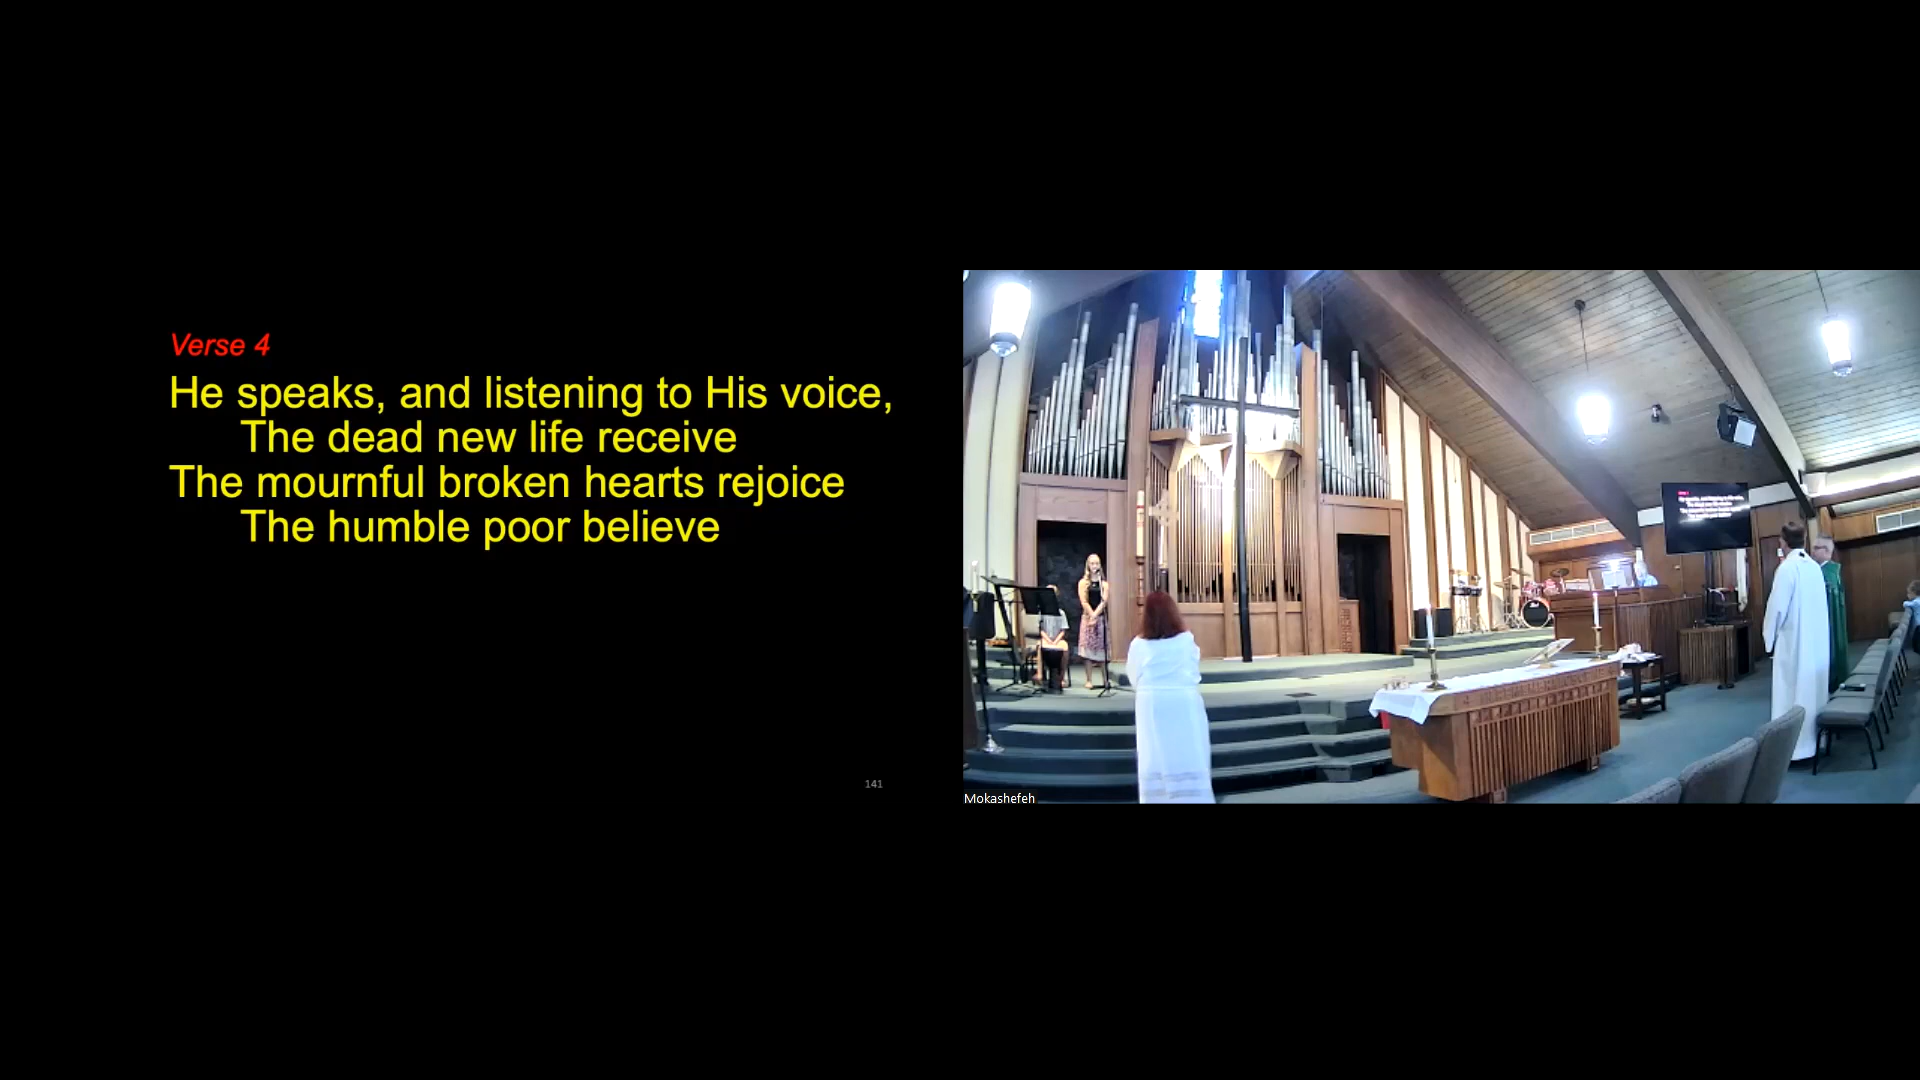 Verse 4
He speaks, and listening to His voice,
The dead new life receive
The mournful broken hearts rejoice
The humble poor believe
141
Mokashefeh